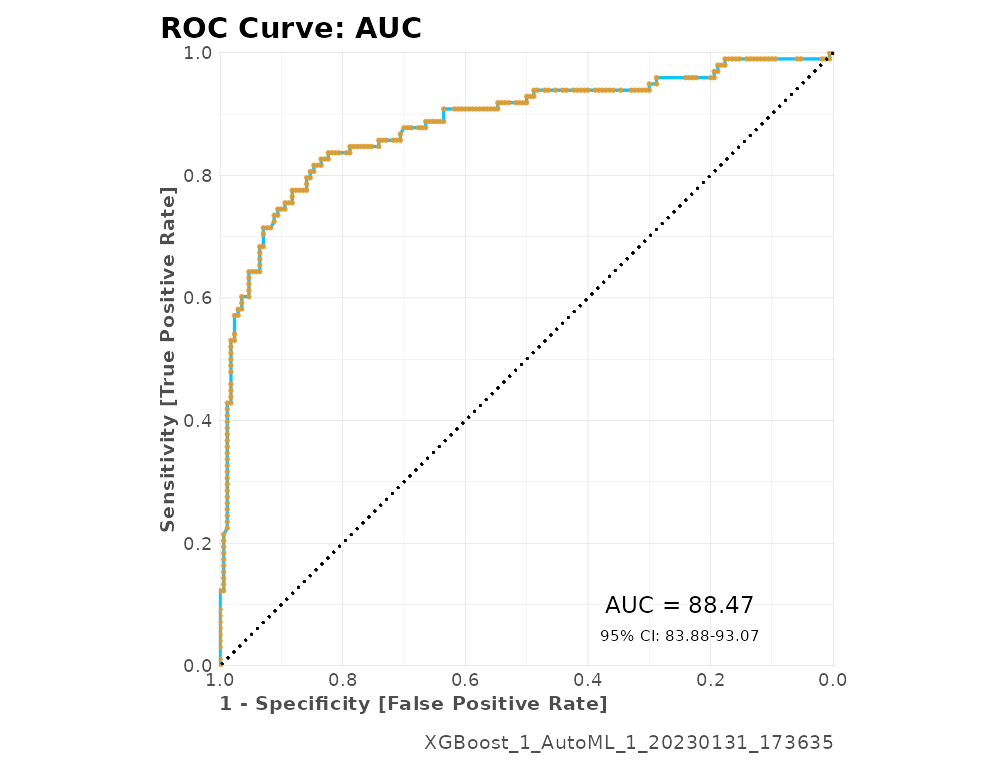 ROC Curve: AUC
Sensitivity [True Positive Rate]
1.0
0.8
0.6
0.4
0.2
0.0
AUC = 88.47
95% CI: 83.88-93.07
1.0 0.8 0.6 0.4 0.2 0.0
1 - Specificity [False Positive Rate]
XGBoost_1_AutoML_1_20230131_173635